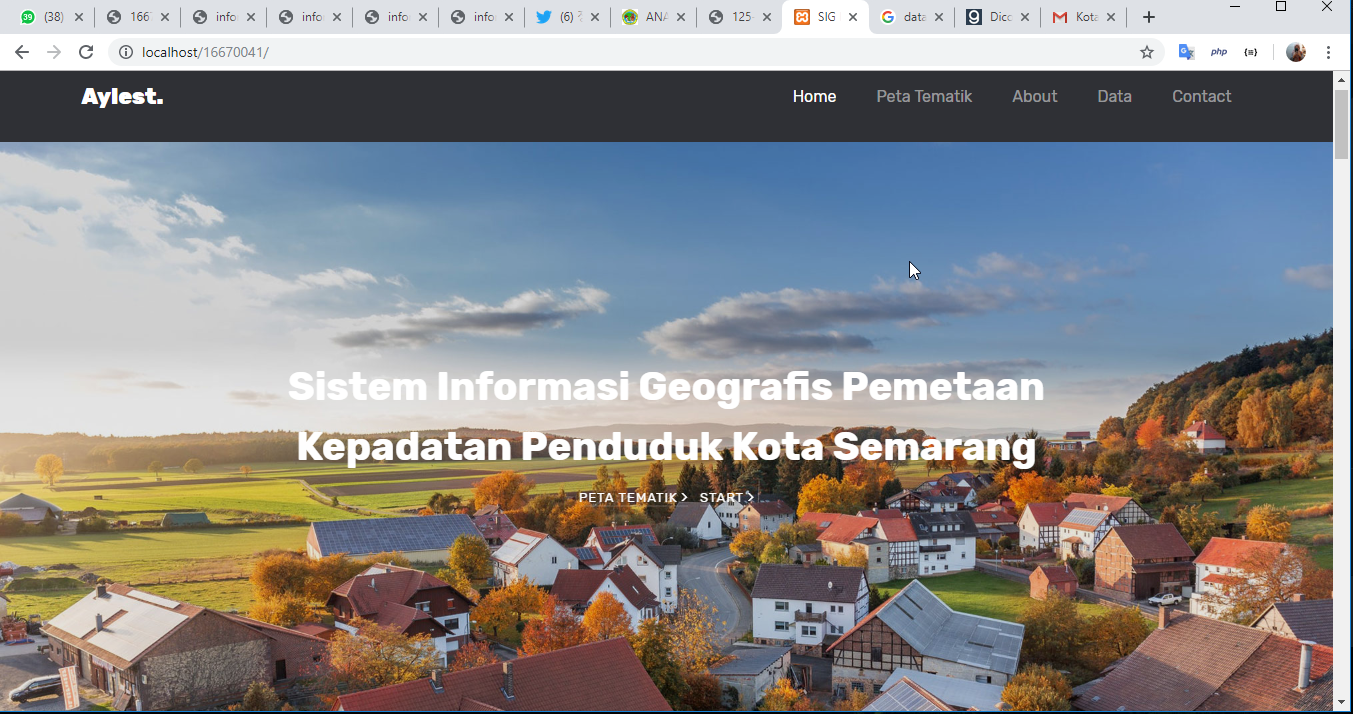 (38)
166
info
info
info
info
(6)
ANA
125-
SIG
data
Dicc
Kota
localhost/16670041/
php
Aylest.
Home
Peta Tematik
About
Data
Contact
Sistem Informasi Geografis Pemetaan
Kepadatan Penduduk Kota Semarang
PETA TEMATIK > START >